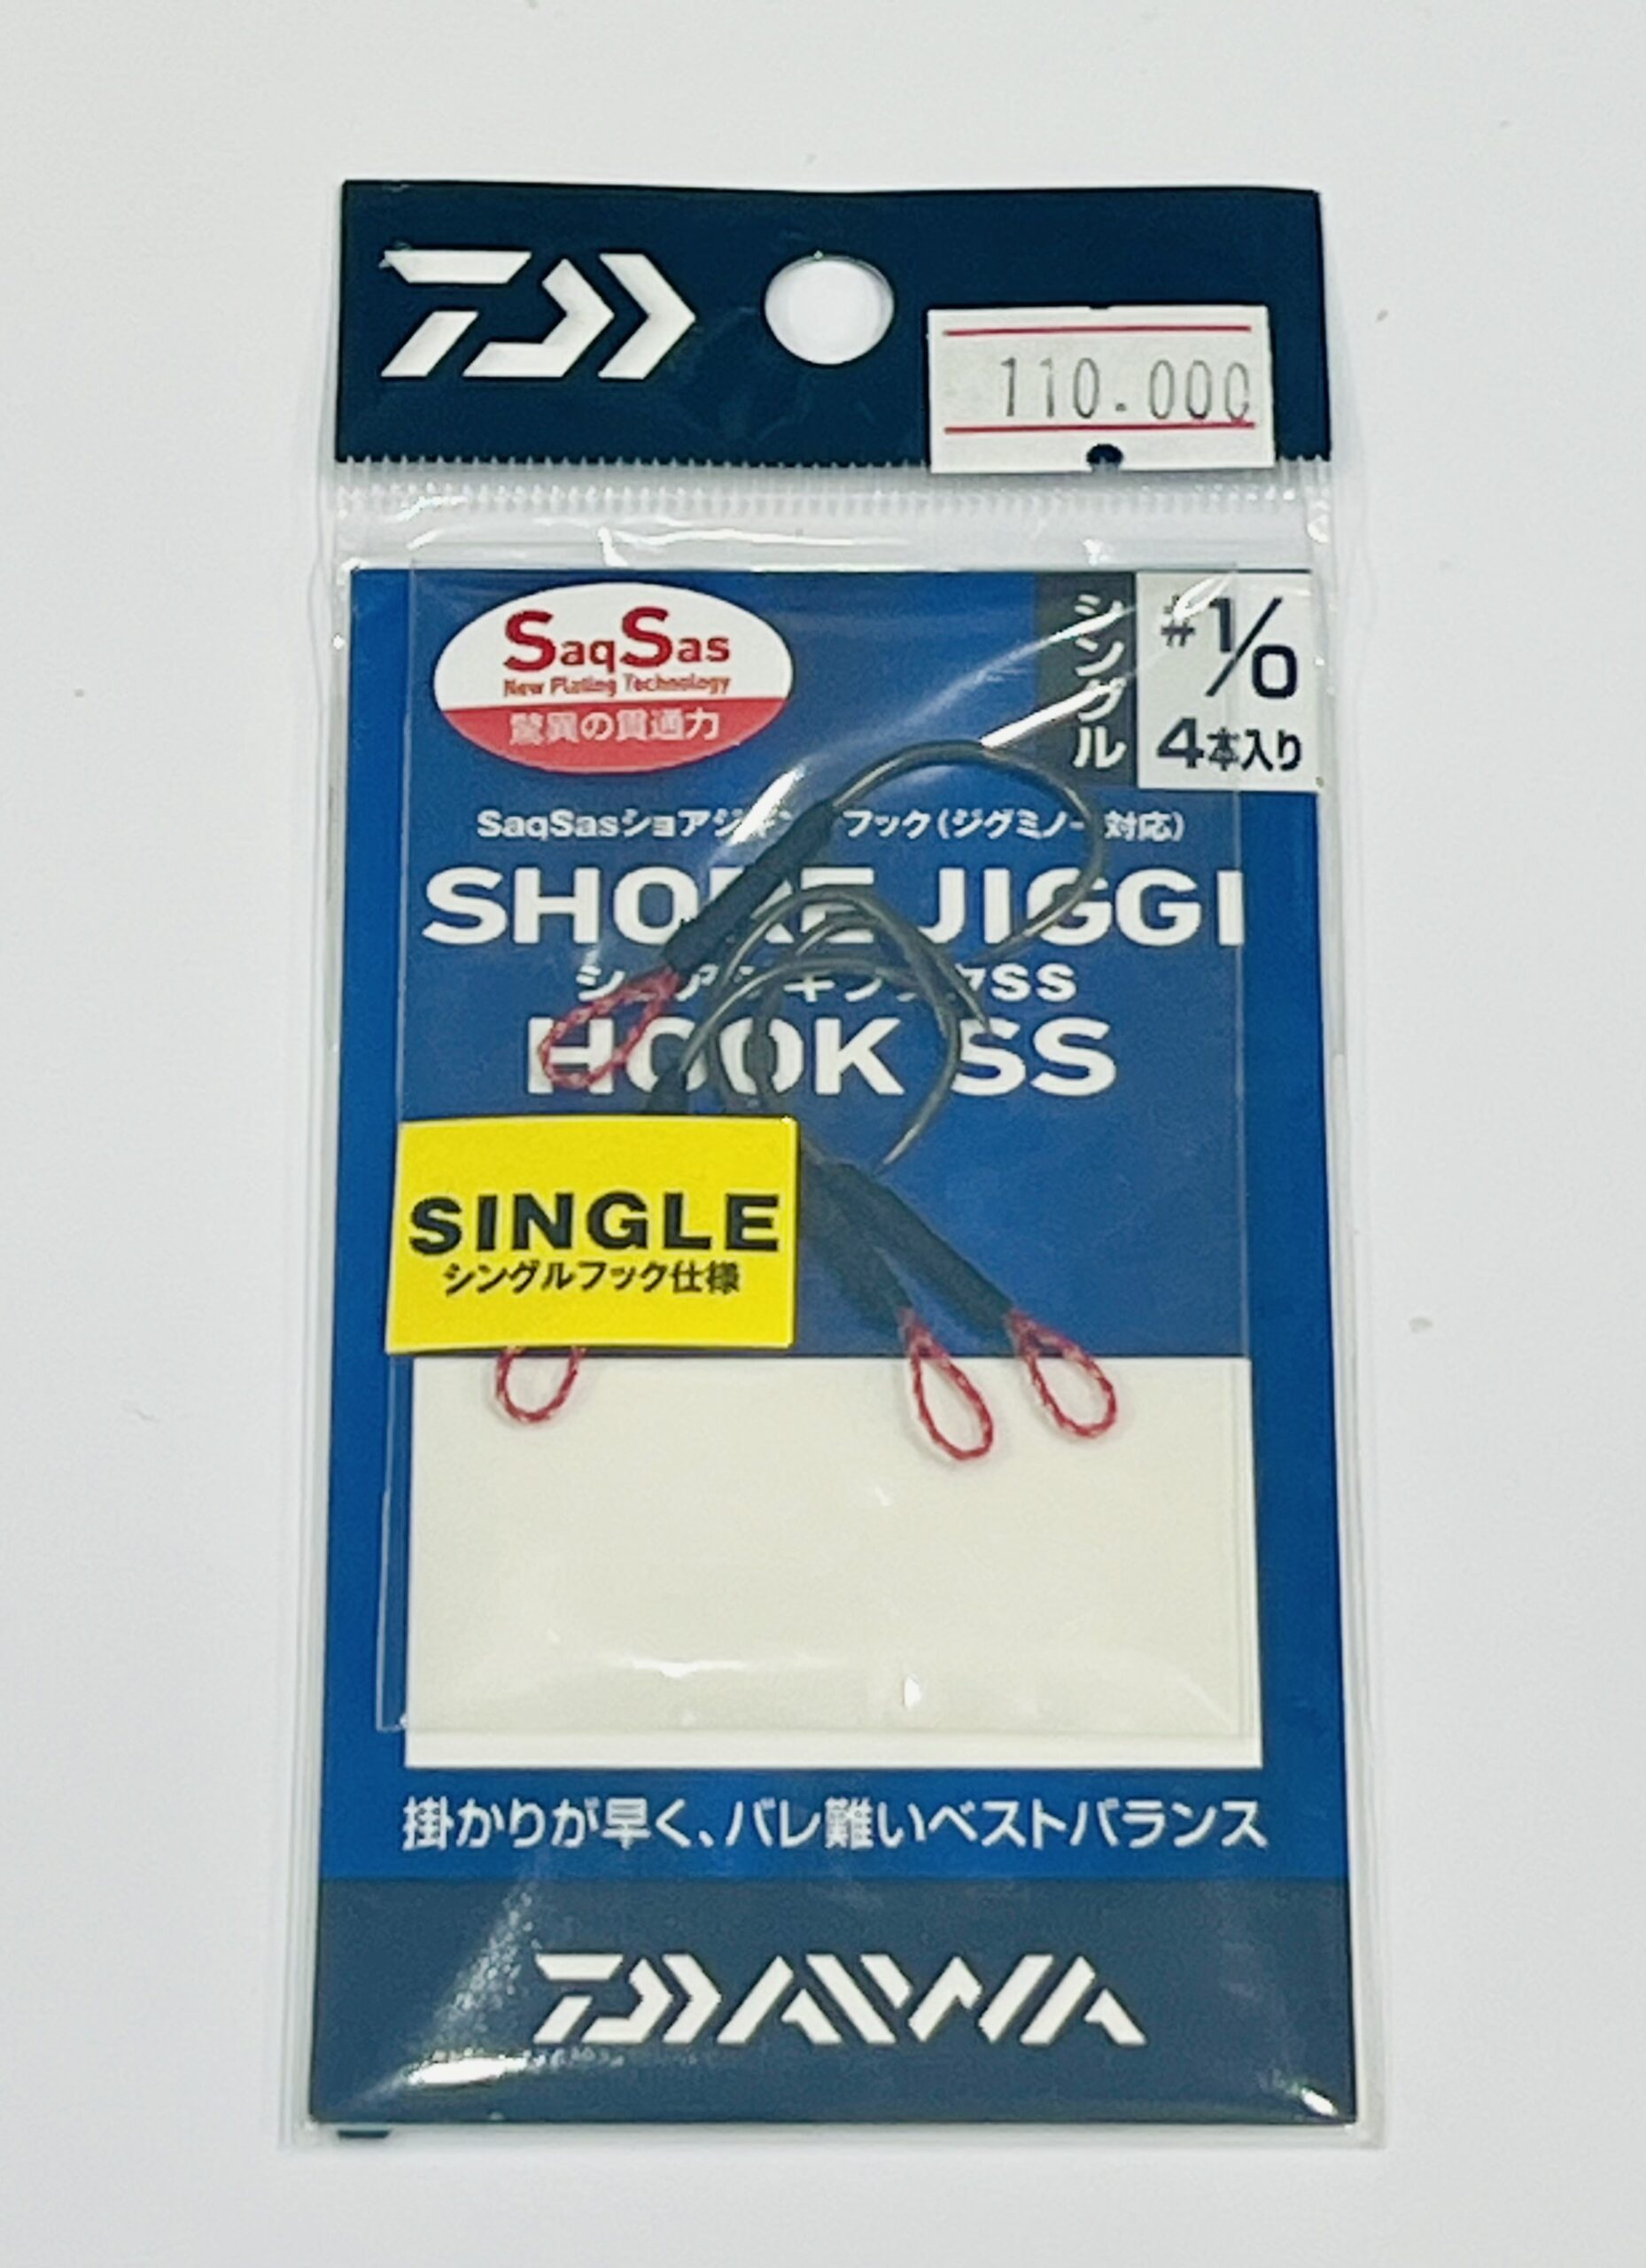 110.000
SaqSas
New Plating Technology
驚異の貫通力
シングル
#1/0
4本入り
SaqSasショアジ フック(ジグミノー対応)
SHORE JIGGI
SS
HOOK SS
SINGLE
シングルフック仕様
掛かりが早く、バレ難いベストバランス
DAIWA